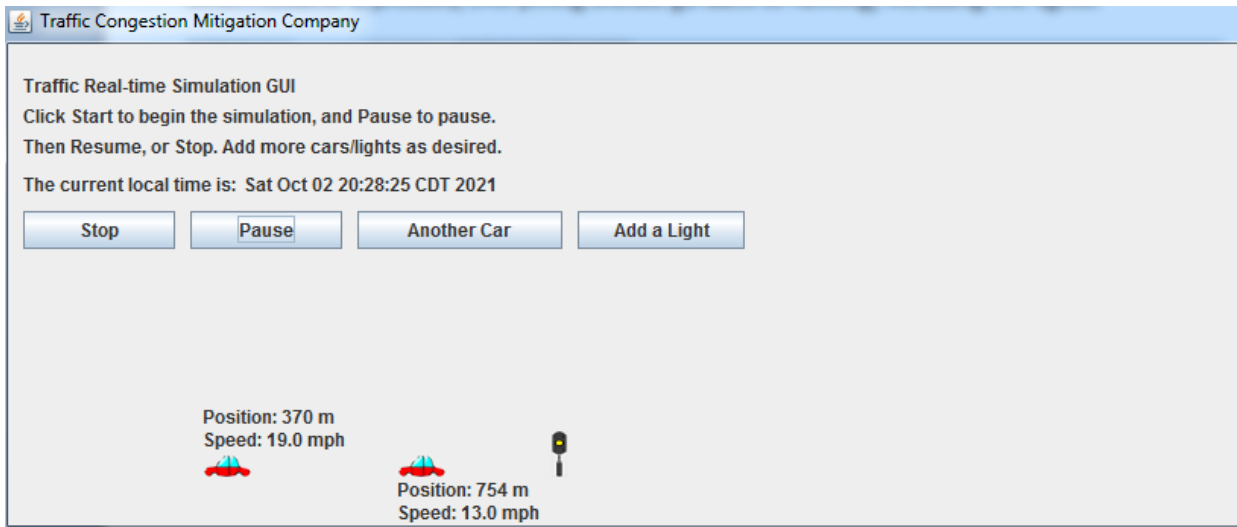 Traffic Congestion Mitigation Company
Traffic Real-time Simulation GUI
Click Start to begin the simulation, and Pause to pause.
Then Resume, or Stop. Add more cars/lights as desired.
The current local time is: Sat Oct 02 20:28:25 CDT 2021
Stop Pause Another Car Add a Light
Position: 370 m
Speed: 19.0 mph
Position: 754 m
Speed: 13.0 mph